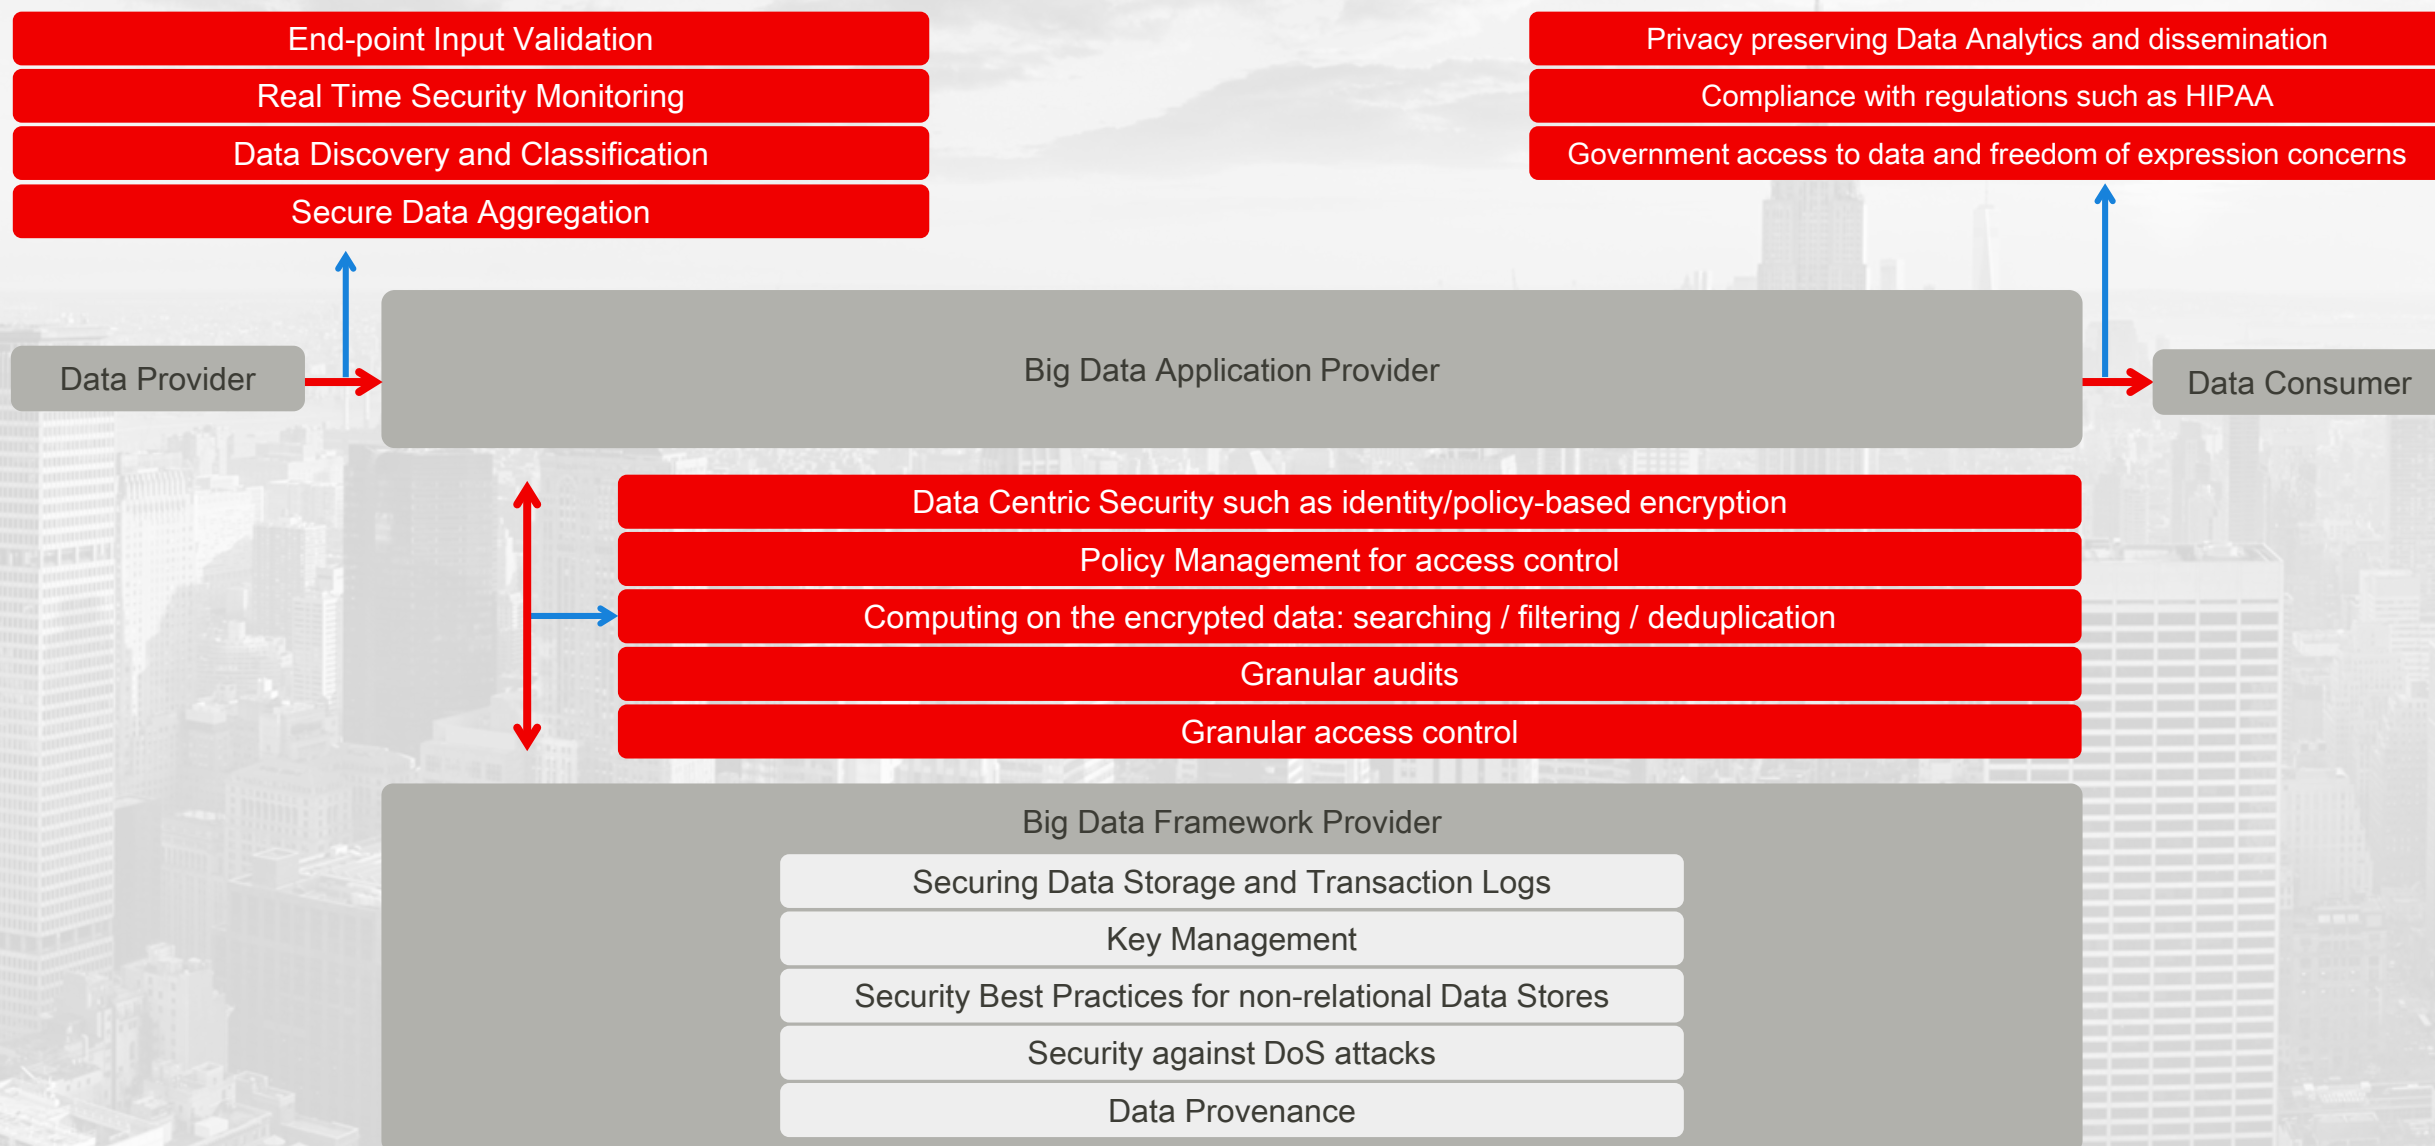 End-point Input Validation
Real Time Security Monitoring
Data Discovery and Classification
Secure Data Aggregation
Privacy preserving Data Analytics and dissemination
Compliance with regulations such as HIPAA
Government access to data and freedom of expression concerns
Data Provider
Big Data Application Provider
Data Consumer
Data Centric Security such as identity/policy-based encryption
Policy Management for access control
Computing on the encrypted data: searching / filtering / deduplication
Granular audits
Granular access control
Big Data Framework Provider
Securing Data Storage and Transaction Logs
Key Management
Security Best Practices for non-relational Data Stores
Security against DoS attacks
Data Provenance